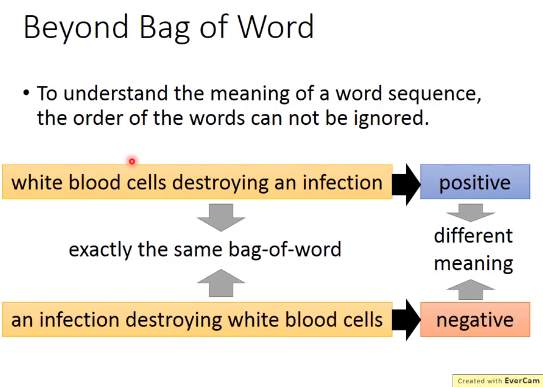 Beyond Bag of Word
• To understand the meaning of a word sequence,
the order of the words can not be ignored.
white blood cells destroying an infection
positive
exactly the same bag-of-word
different
meaning
an infection destroying white blood cells
negative
Created with EverCam